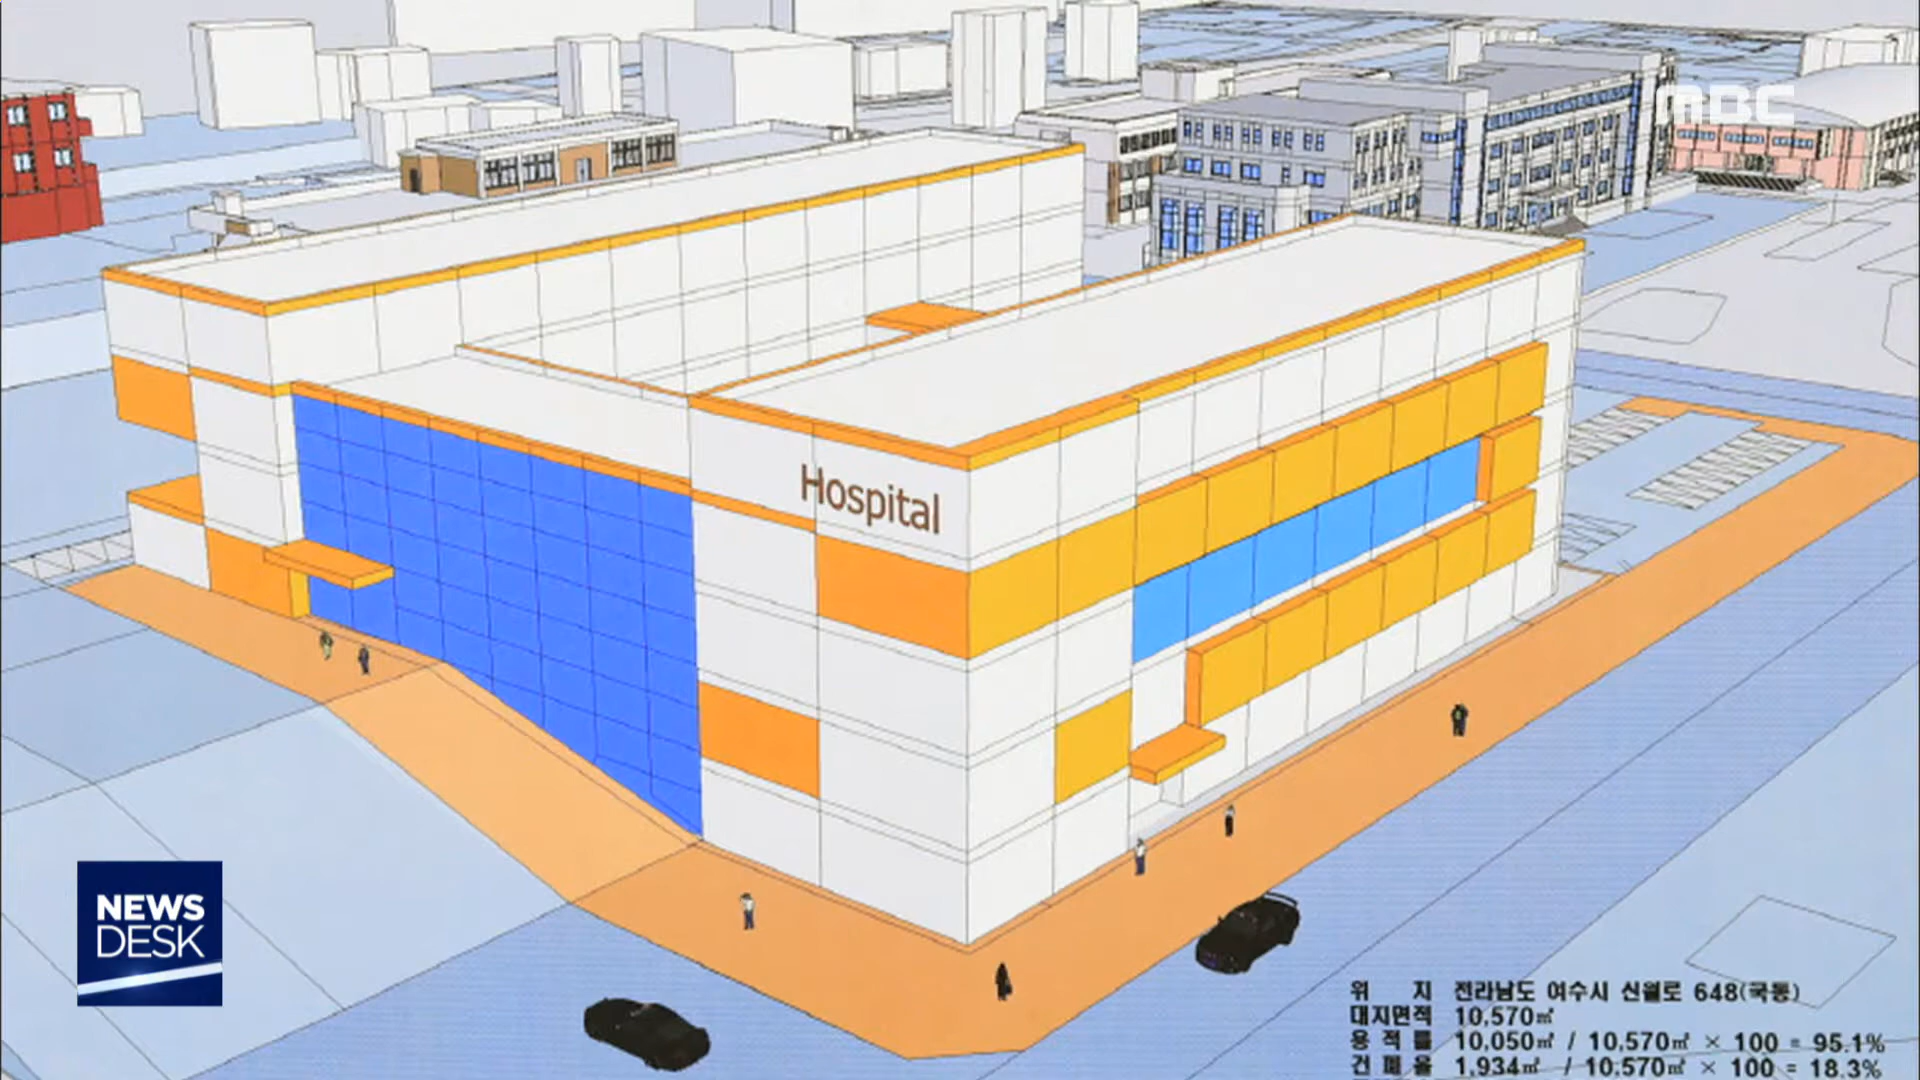 MBC
Hospital
NEWS
DESK
위 지 전라남도 여수시 신월로 648(국동)
대지면적 10,570㎡
용 적 률 10,050㎡ / 10,570㎡ × 100 = 95.1%
건 폐 율 1,934㎡ / 10,570㎡ × 100 = 18.3%